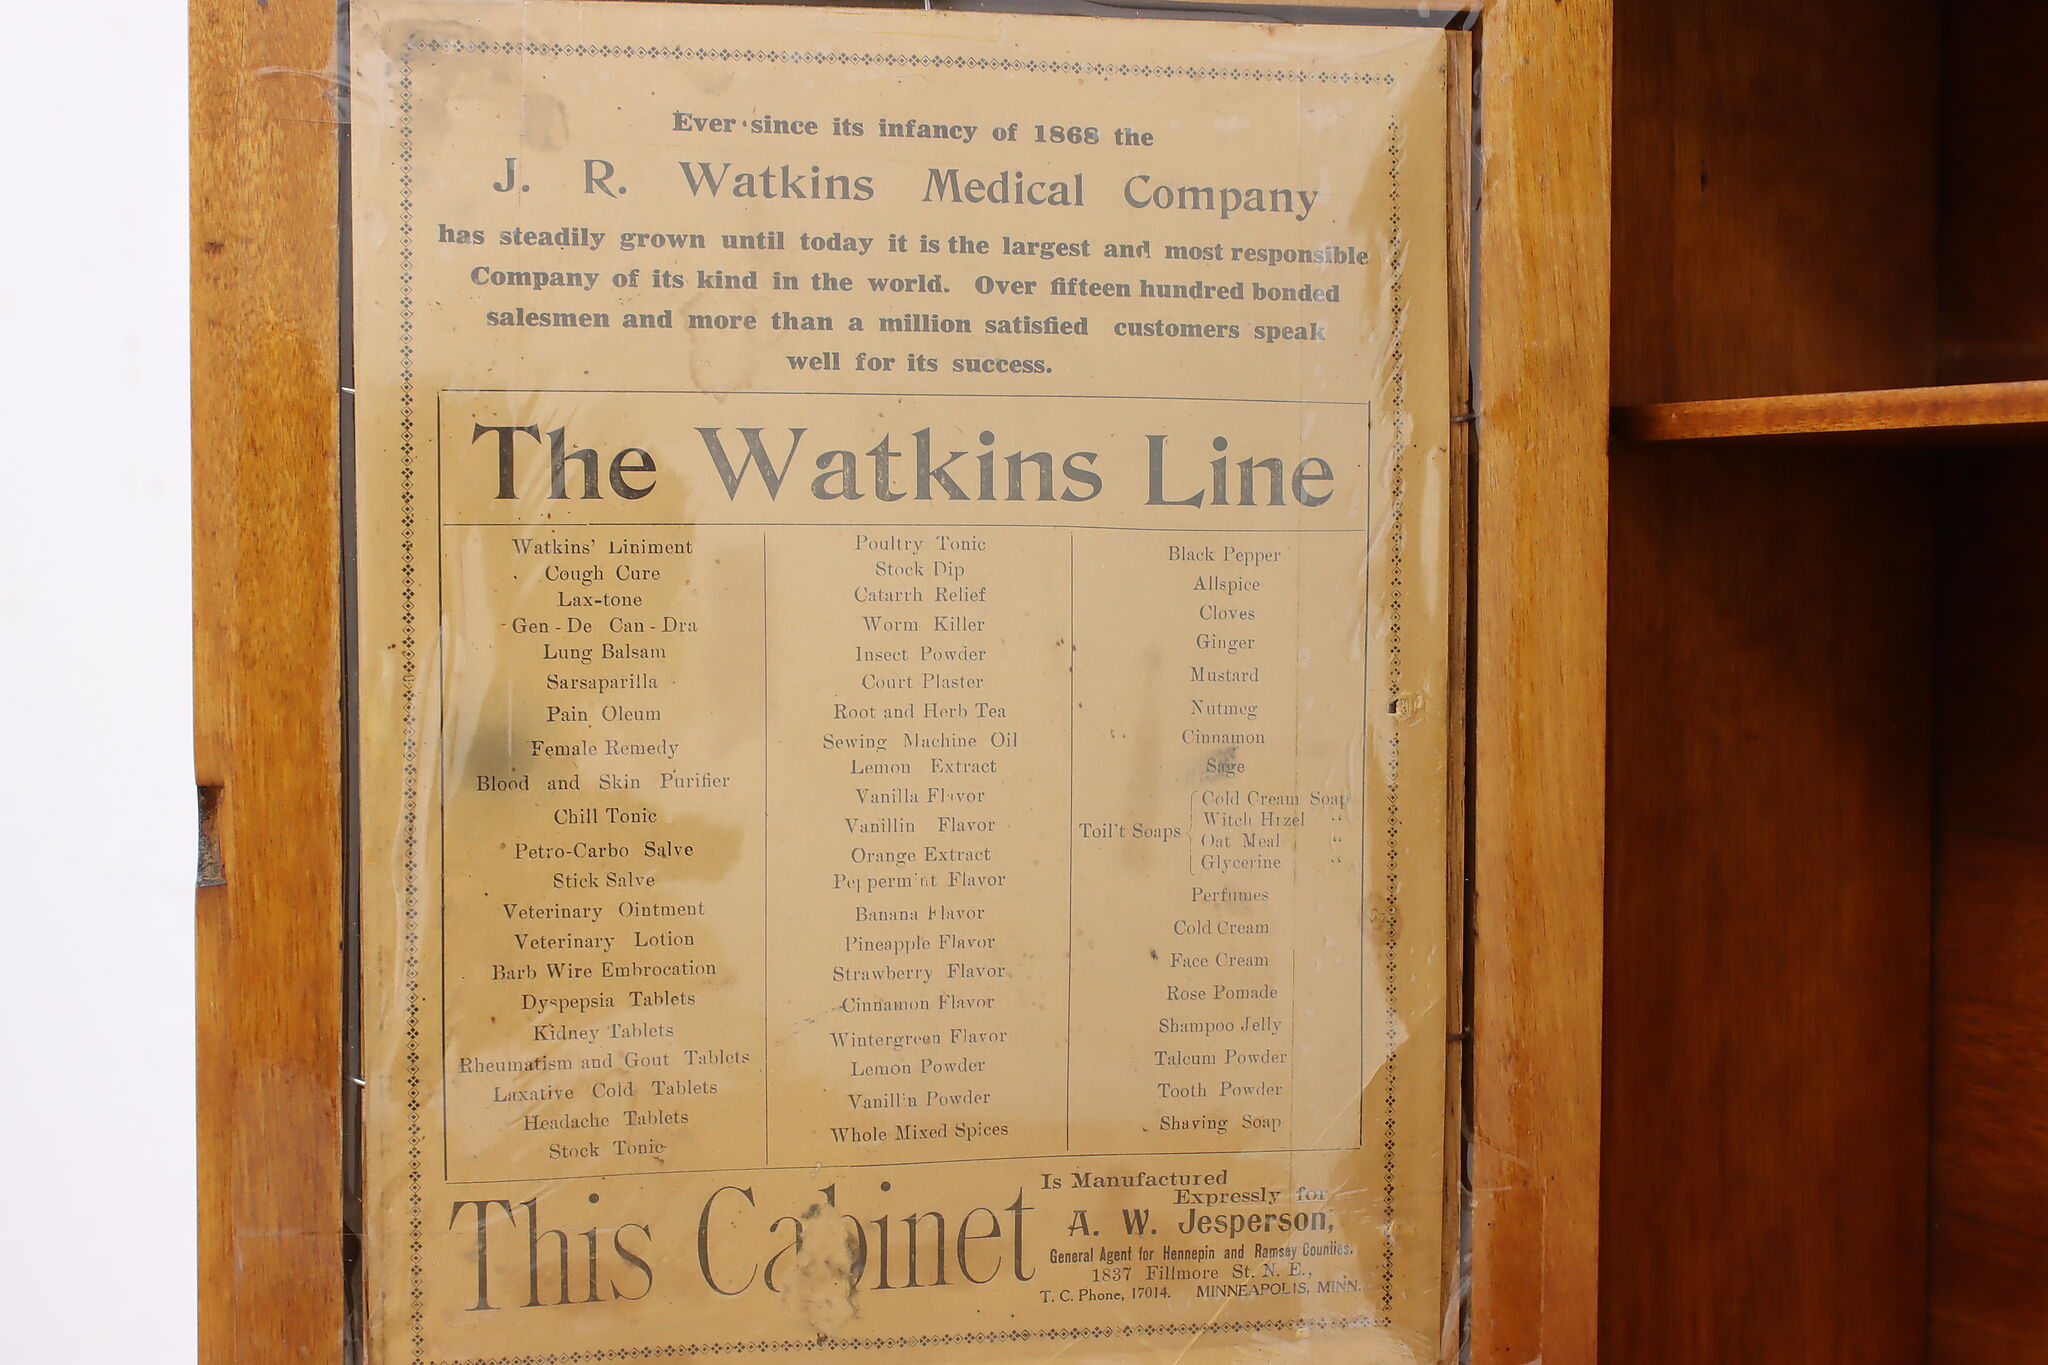 Ever since its infancy of 1868 the
J. R. Watkins Medical Company
has steadily grown until today it is the largest and most responsible
Company of its kind in the world. Over fifteen hundred bonded
salesmen and more than a million satisfied customers speak
well for its success.
The Watkins Line
Watkins' Liniment
Cough Cure
Lax-tone
Gen-De Can-Dra
Lung Balsam
Sarsaparilla
Pain Oleum
Female Remedy
Blood and Skin Purifier
Chill Tonic
Petro-Carbo Salve
Stick Salve
Veterinary Ointment
Veterinary Lotion
Barb Wire Embrocation
Dyspepsia Tablets
Kidney Tablets
Rheumatism and Gout Tablets
Laxative Cold Tablets
Headache Tablets
Stock Tonic
Poultry Tonic
Stock Dip
Catarrh Relief
Worm Killer
Insect Powder
Court Plaster
Root and Herb Tea
Sewing Machine Oil
Lemon Extract
Vanilla Flavor
Vanillin Flavor
Orange Extract
Peppermint Flavor
Banana Flavor
Pineapple Flavor
Strawberry Flavor
Cinnamon Flavor
Wintergreen Flavor
Lemon Powder
Vanillin Powder
Whole Mixed Spices
Black Pepper
Allspice
Cloves
Ginger
Mustard
Nutmeg
Cinnamon
Sage
Toil't Soaps
Cold Cream Soap
Witch Hazel "
Oat Meal "
Glycerine "
Perfumes
Cold Cream
Face Cream
Rose Pomade
Shampoo Jelly
Talcum Powder
Tooth Powder
Shaving Soap
This Cabinet
Is Manufactured
Expressly for
A. W. Jesperson,
General Agent for Hennepin and Ramsey Counties.
1837 Fillmore St. N. E.,
T. C. Phone, 17014. MINNEAPOLIS, MINN.